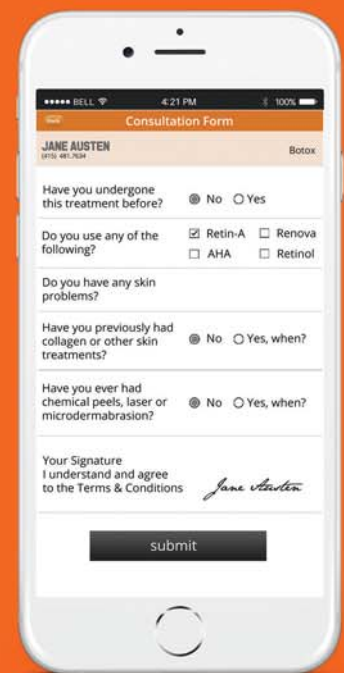 BELL 4:21 PM 100%
Consultation Form
JANE AUSTEN
(415) 481.7634
Botox
Have you undergone
this treatment before?
No Yes
Do you use any of the
following?
Retin-A Renova
AHA Retinol
Do you have any skin
problems?
Have you previously had
collagen or other skin
treatments?
No Yes, when?
Have you ever had
chemical peels, laser or
microdermabrasion?
No Yes, when?
Your Signature
I understand and agree
to the Terms & Conditions
Jane Austen
submit